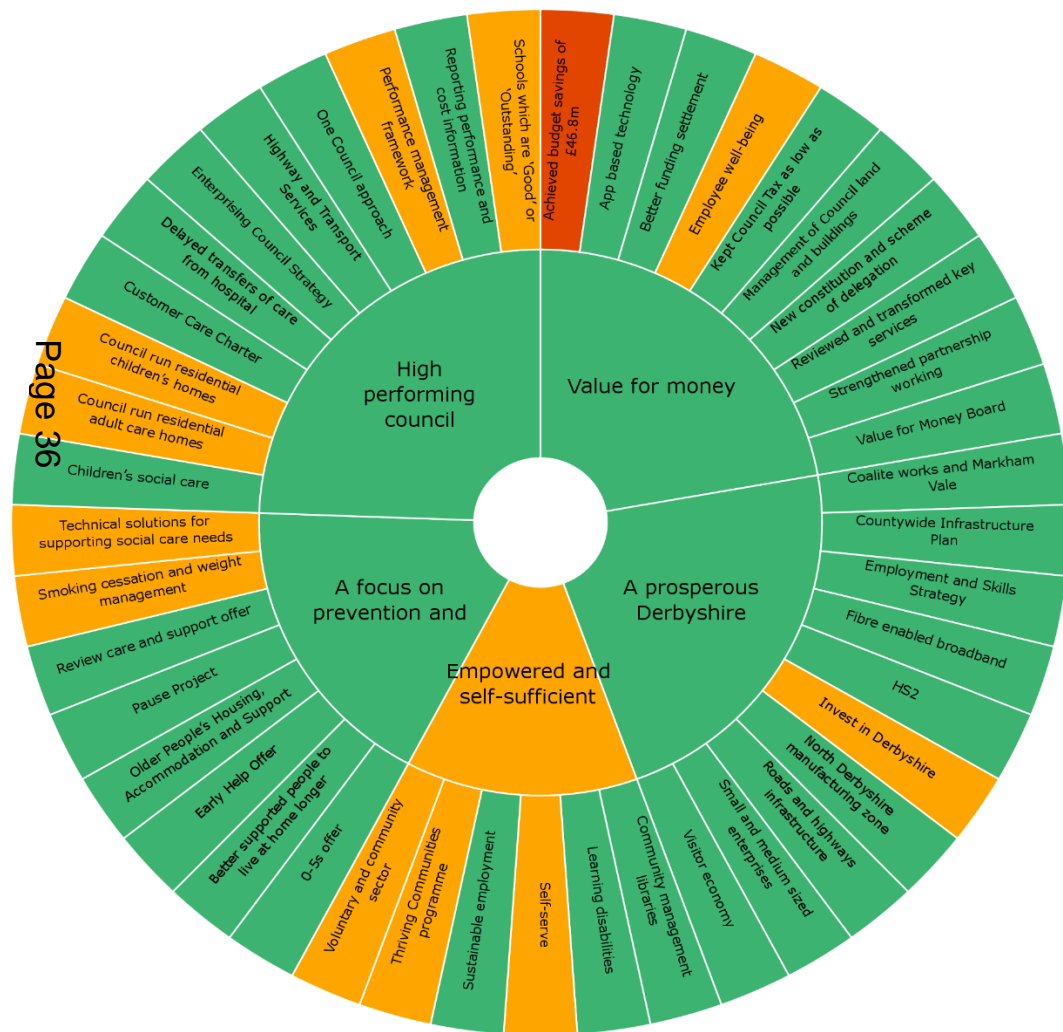 Achieved budget savings of
£46.8m
App based technology
Better funding settlement
Employee well-being
Kept Council Tax as low as
possible
Management of Council land
and buildings
New constitution and scheme
of delegation
Reviewed and transformed key
services
Strengthened partnership
working
Value for Money Board
Coalite works and Markham
Vale
Countywide Infrastructure
Plan
Employment and Skills
Strategy
Fibre enabled broadband
HS2
Invest in Derbyshire
North Derbyshire
manufacturing zone
Roads and highways
infrastructure
Small and medium sized
enterprises
Visitor economy
Community management
libraries
Learning disabilities
Self-serve
Sustainable employment
Thriving Communities
programme
Voluntary and community
sector
0-5s offer
Better supported people to
live at home longer
Early Help Offer
Older People's Housing,
Accommodation and Support
Pause Project
Review care and support offer
Smoking cessation and weight
management
Technical solutions for
supporting social care needs
Children's social care
Council run residential
adult care homes
Council run residential
children's homes
Customer Care Charter
Delayed transfers of care
from hospital
Enterprising Council Strategy
Highway and Transport
Services
One Council approach
Performance management
framework
Reporting performance and
cost information
Schools which are 'Good' or
'Outstanding'
High
performing
council
Value for money
A focus on
prevention and
A prosperous
Derbyshire
Empowered and
self-sufficient
Page 36